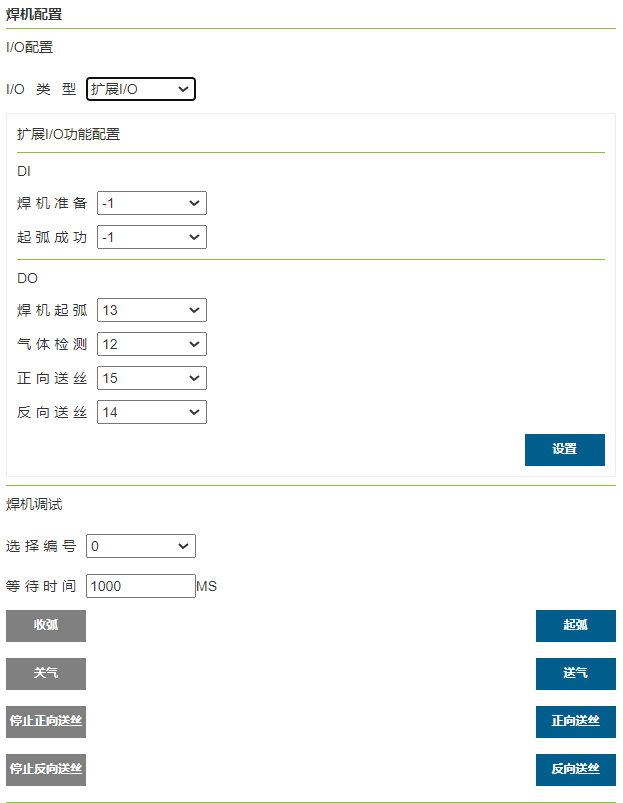 焊机配置
I/O配置
I/O 类 型 扩展I/O
扩展I/O功能配置
DI
焊机准备 -1
起弧成功 -1
DO
焊机起弧 13
气体检测 12
正向送丝 15
反向送丝 14
设置
焊机调试
选择编号 0
等待时间 1000 MS
收弧 起弧
关气 送气
停止正向送丝 正向送丝
停止反向送丝 反向送丝